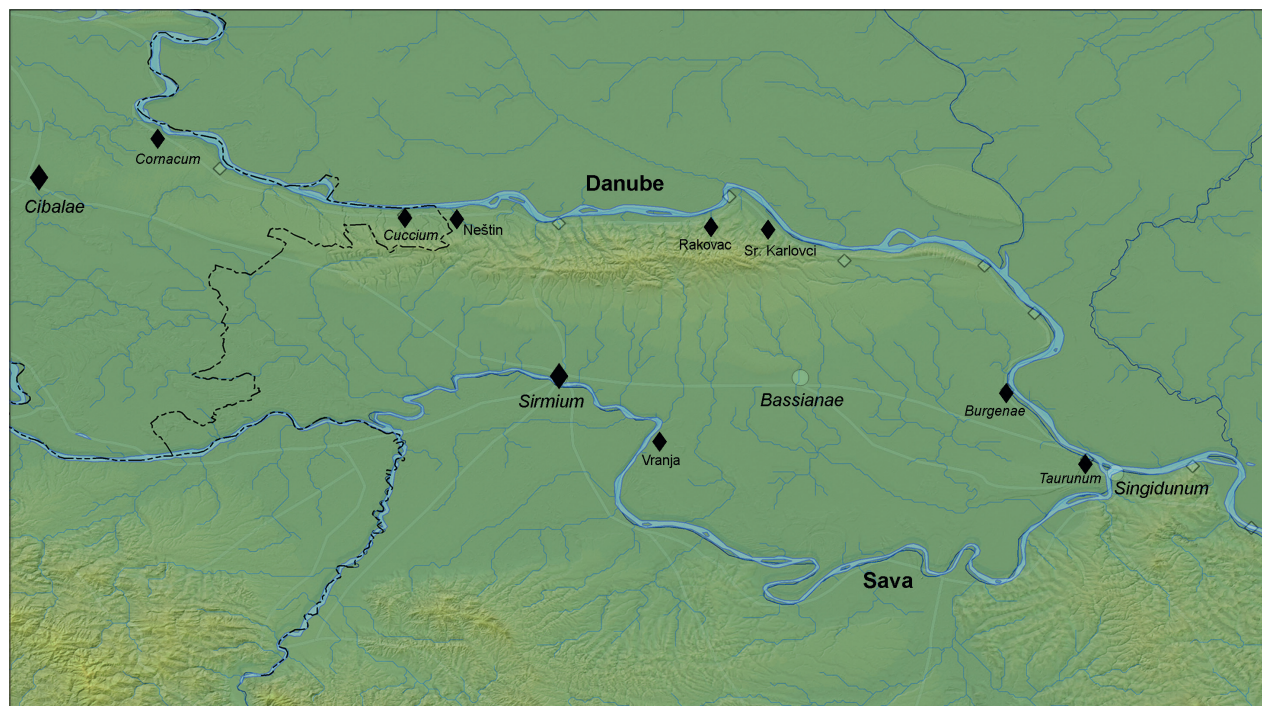 Cornacum
Danube
Cibalae
Cuccium
Neštin
Rakovac
Sr. Karlovci
Sirmium
Bassianae
Burgenae
Vranja
Taurunum
Singidunum
Sava